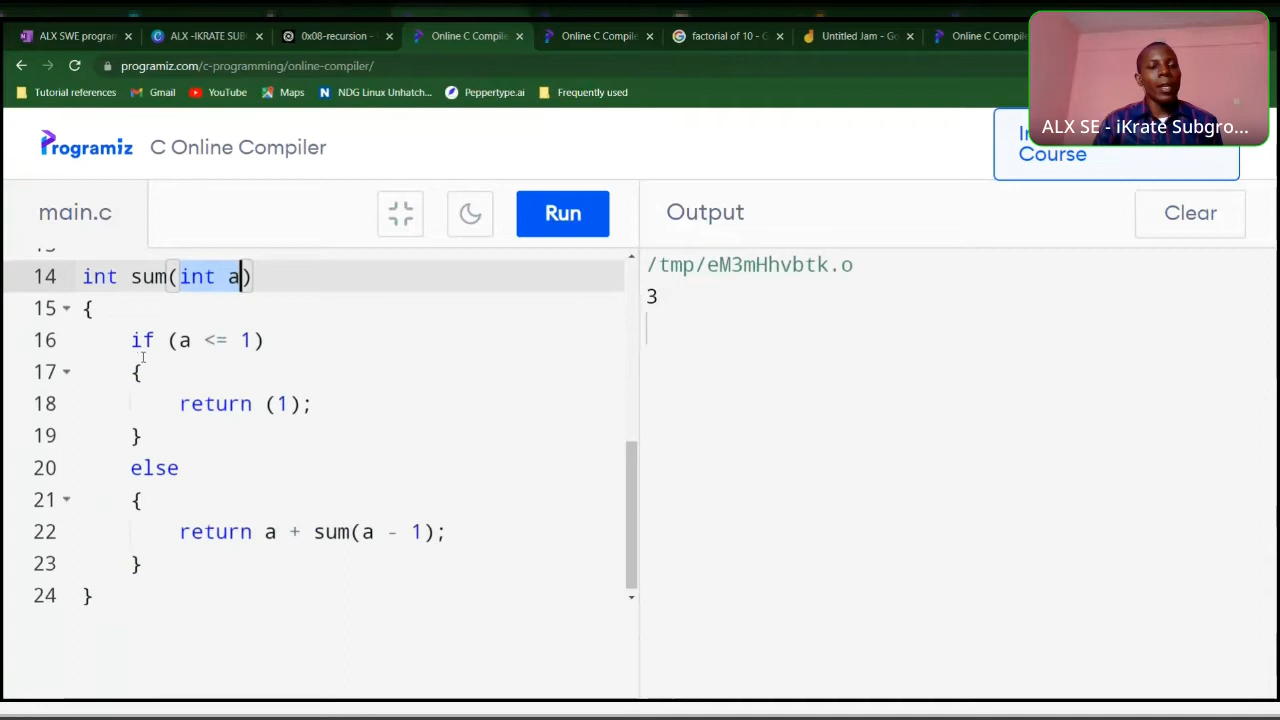 ALX SWE program
ALX -IKRATE SUB
0x08-recursion -
Online C Compile
Online C Compile
factorial of 10 - G
Untitled Jam - Go
Online C Compi
programiz.com/c-programming/online-compiler/
Tutorial references
Gmail
YouTube
Maps
NDG Linux Unhatch...
Peppertype.ai
Frequently used
ALX SE - iKrate Subgro...
Programiz
C Online Compiler
Course
main.c
Run
Output
Clear
14 int sum(int a)
15 {
16 if (a <= 1)
17 {
18 return (1);
19 }
20 else
21 {
22 return a + sum(a - 1);
23 }
24 }
/tmp/eM3mHhvbtk.o
3